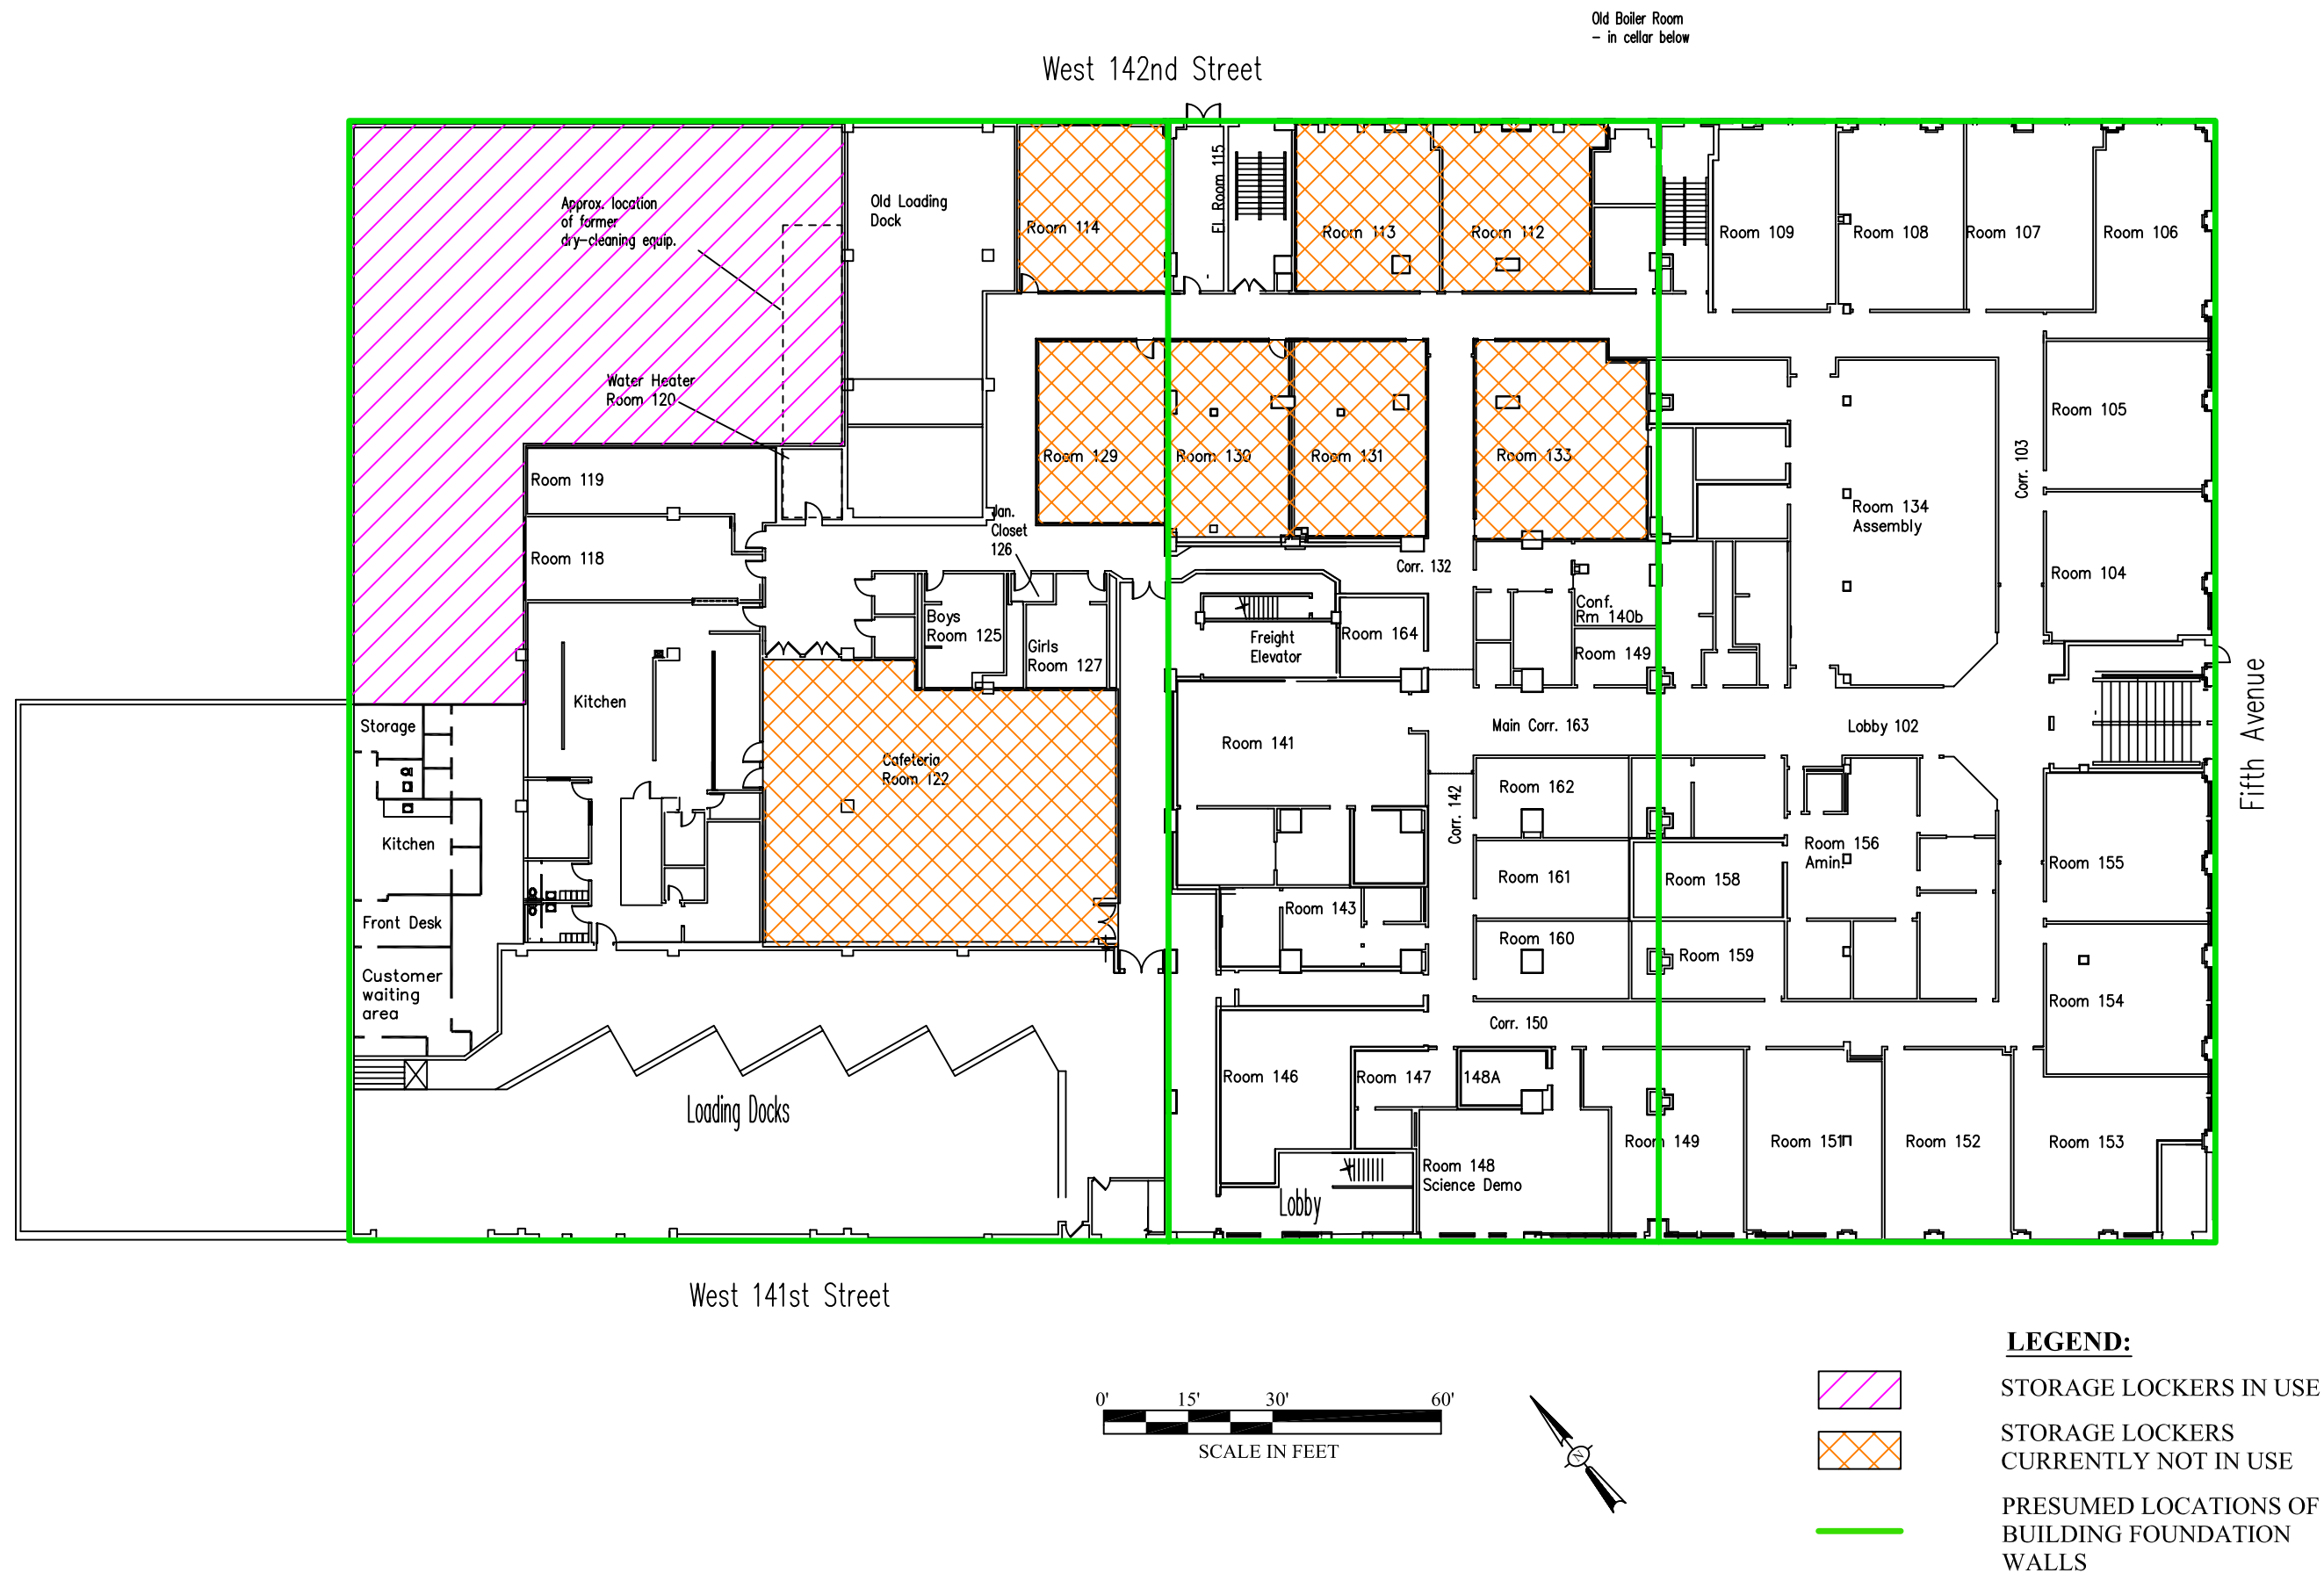 Old Boiler Room
- in cellar below
West 142nd Street
Approx. location
of former
dry-cleaning equip.
Old Loading
Dock
Room 114
El. Room 115
Room 113
Room 112
Room 109
Room 108
Room 107
Room 106
Water Heater
Room 120
Room 129
Room 130
Room 131
Room 133
Corr. 103
Room 105
Room 119
Jan.
Closet
126
Room 134
Assembly
Room 118
Corr. 132
Room 104
Boys
Room 125
Girls
Room 127
Freight
Elevator
Room 164
Conf.
Rm 140b
Room 149
Fifth Avenue
Storage
Kitchen
Main Corr. 163
Lobby 102
Cafeteria
Room 122
Room 141
Room 162
Corr. 142
Kitchen
Room 156
Amin.
Room 155
Room 161
Room 158
Front Desk
Room 143
Room 160
Room 159
Customer
waiting
area
Room 154
Corr. 150
Loading Docks
Room 146
Room 147
148A
Room 149
Room 151
Room 152
Room 153
Room 148
Science Demo
Lobby
West 141st Street
LEGEND:
STORAGE LOCKERS IN USE
STORAGE LOCKERS
CURRENTLY NOT IN USE
PRESUMED LOCATIONS OF
BUILDING FOUNDATION
WALLS
0' 15' 30' 60'
SCALE IN FEET
N